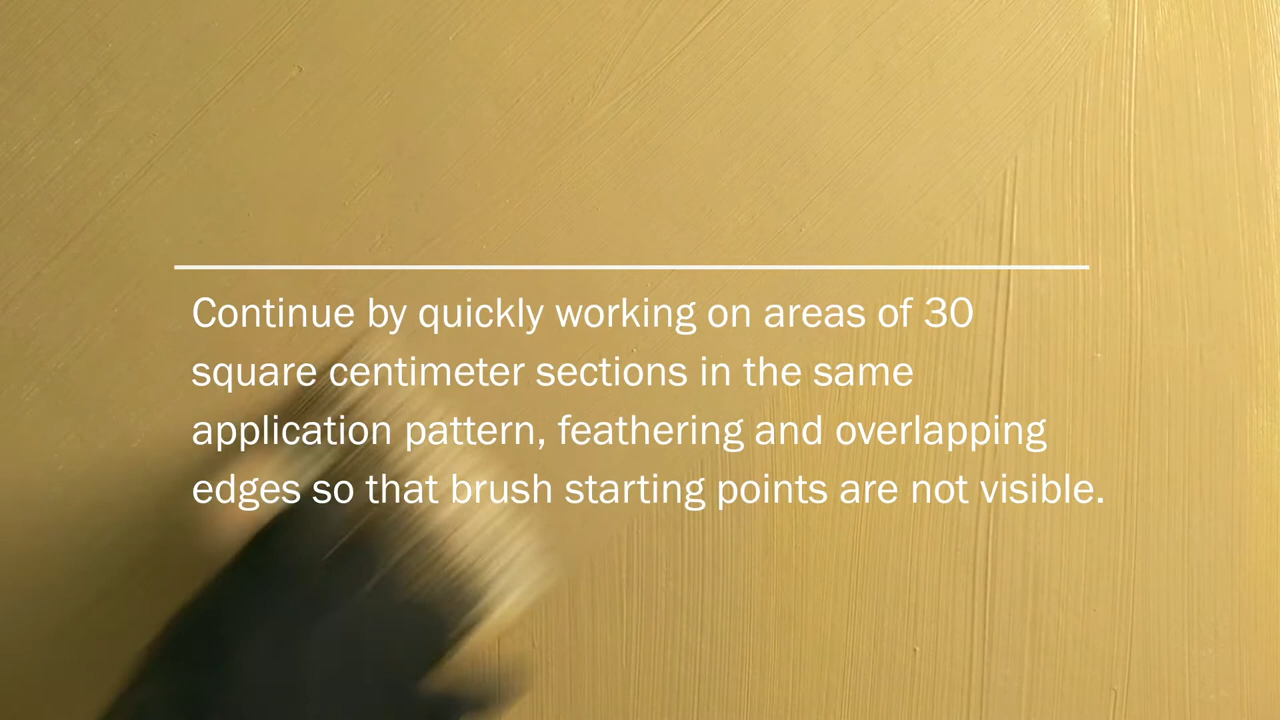 Continue by quickly working on areas of 30
square centimeter sections in the same
application pattern, feathering and overlapping
edges so that brush starting points are not visible.